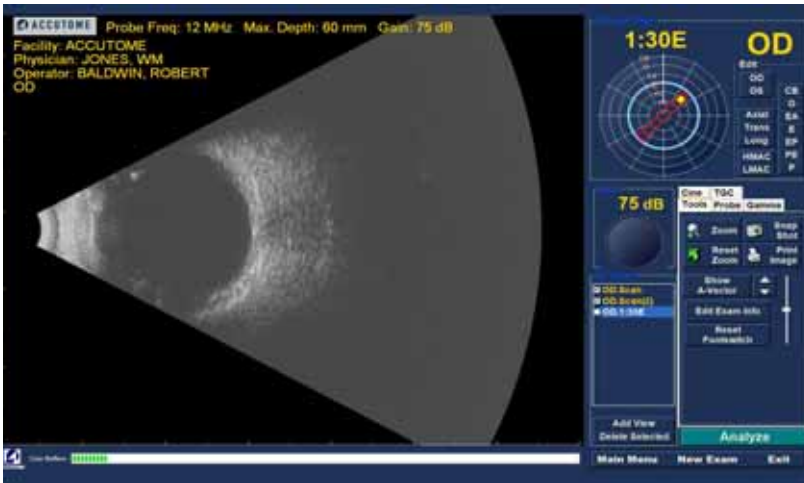 ACCUTOME Probe Freq: 12 MHz Max. Depth: 60 mm Gain: 75 dB
Facility: ACCUTOME
Physician: JONES, WM
Operator: BALDWIN, ROBERT
OD
1:30E
OD
Edit
OD
OS
Axial
Trans
Long
HMAC
LMAC
CB
O
EA
E
EP
PE
P
75 dB
Cine TGC
Tools Probe Gamma
Zoom
Snap Shot
Reset Zoom
Print Image
Show A-Vector
Edit Exam Info
Reset Footswitch
OD.Scan
OD.Scan(2)
OD.1:30E
Add View
Delete Selected
Analyze
Main Menu New Exam Exit